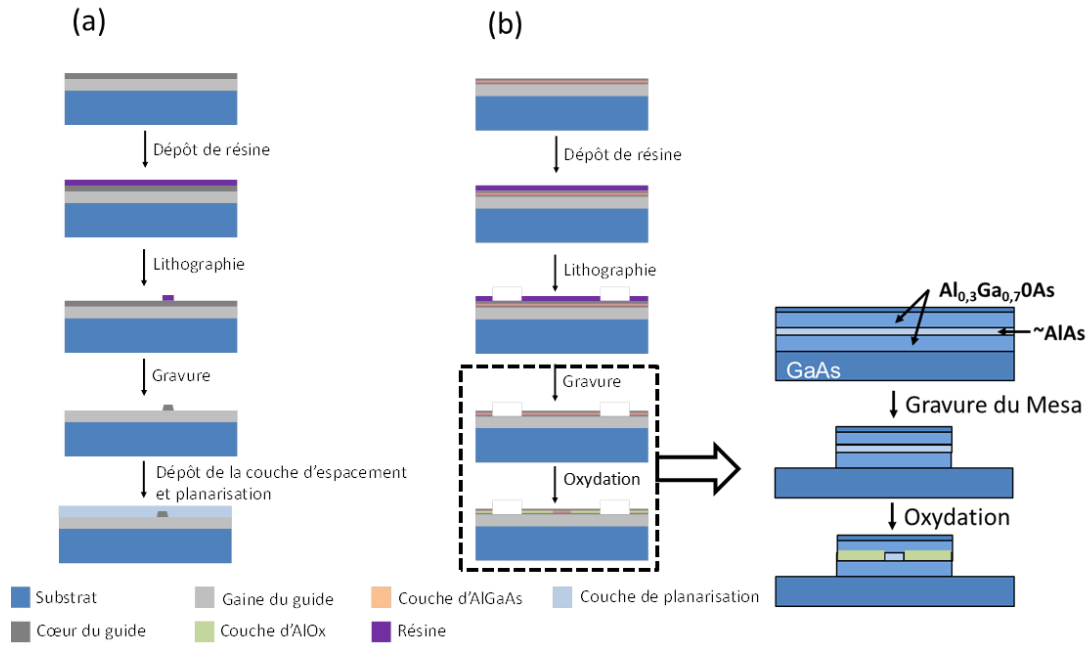 (a)
Dépôt de résine
Lithographie
Gravure
Dépôt de la couche d'espacement
et planarisation
(b)
Dépôt de résine
Lithographie
Gravure
Oxydation
Al0,3Ga0,70As
~AlAs
GaAs
Gravure du Mesa
Oxydation
Substrat
Gaine du guide
Couche d'AlGaAs
Couche de planarisation
Cœur du guide
Couche d'AlOx
Résine